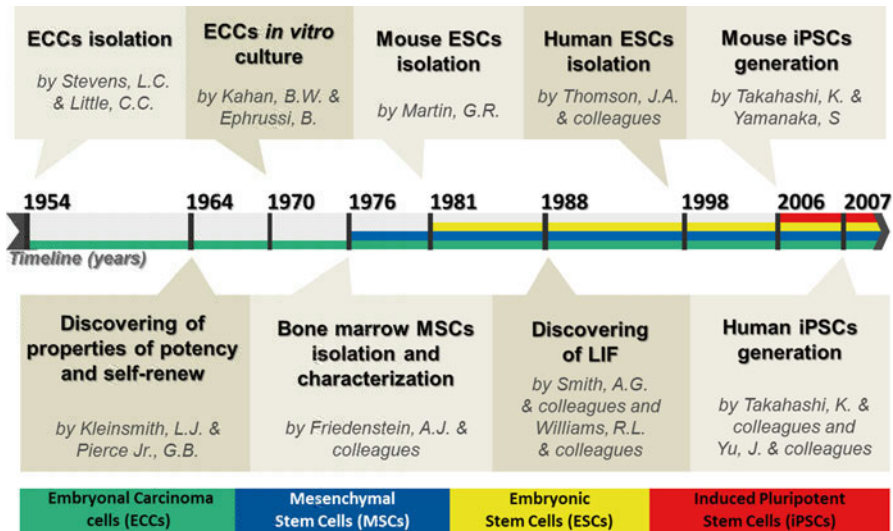 ECCs isolation
by Stevens, L.C.
& Little, C.C.
ECCs in vitro
culture
by Kahan, B.W. &
Ephrussi, B.
Mouse ESCs
isolation
by Martin, G.R.
Human ESCs
isolation
by Thomson, J.A.
& colleagues
Mouse iPSCs
generation
by Takahashi, K. &
Yamanaka, S
1954
1964
1970
1976
1981
1988
1998
2006
2007
Timeline (years)
Discovering of
properties of potency
and self-renew
by Kleinsmith, L.J. &
Pierce Jr., G.B.
Bone marrow MSCs
isolation and
characterization
by Friedenstein, A.J. &
colleagues
Discovering
of LIF
by Smith, A.G.
& colleagues and
Williams, R.L.
& colleagues
Human iPSCs
generation
by Takahashi, K. &
colleagues and
Yu, J. & colleagues
Embryonal Carcinoma
cells (ECCs)
Mesenchymal
Stem Cells (MSCs)
Embryonic
Stem Cells (ESCs)
Induced Pluripotent
Stem Cells (iPSCs)